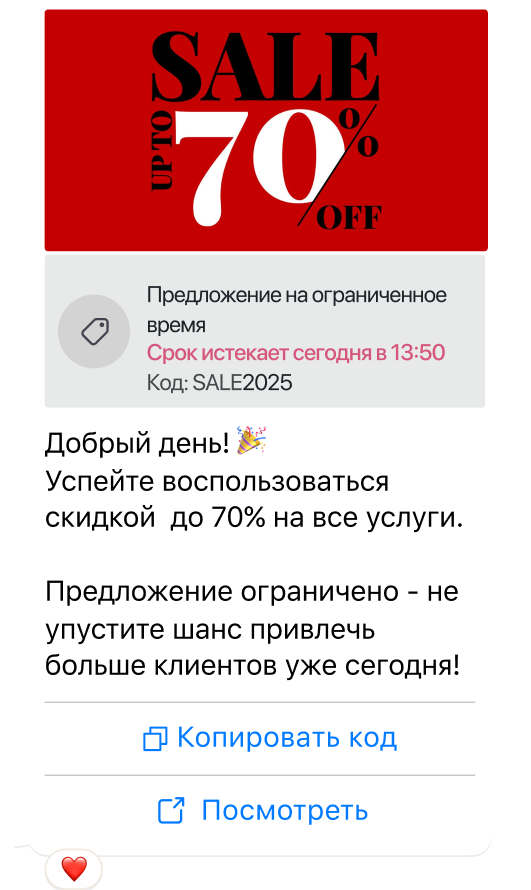 SALE
UP TO
70%
OFF
Предложение на ограниченное
время
Срок истекает сегодня в 13:50
Код: SALE2025
Добрый день! 🎉
Успейте воспользоваться
скидкой до 70% на все услуги.
Предложение ограничено - не
упустите шанс привлечь
больше клиентов уже сегодня!
Копировать код
Посмотреть